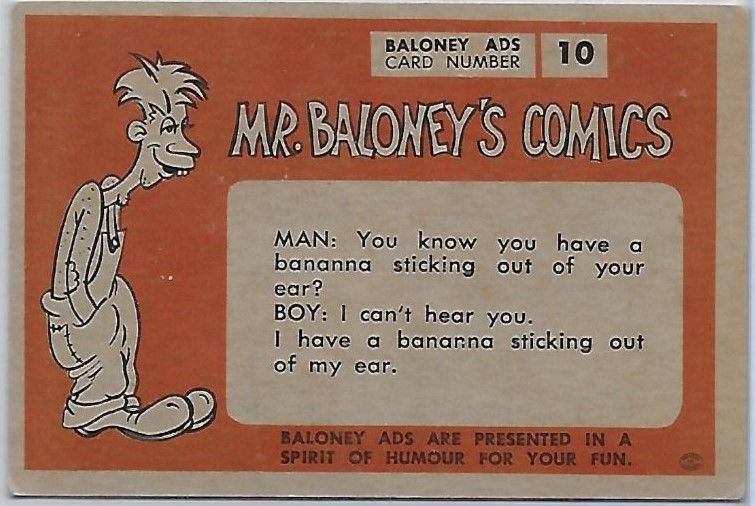 BALONEY ADS
CARD NUMBER
10
MR. BALONEY'S COMICS
MAN: You know you have a
bananna sticking out of your
ear?
BOY: I can't hear you.
I have a bananna sticking out
of my ear.
BALONEY ADS ARE PRESENTED IN A
SPIRIT OF HUMOUR FOR YOUR FUN.